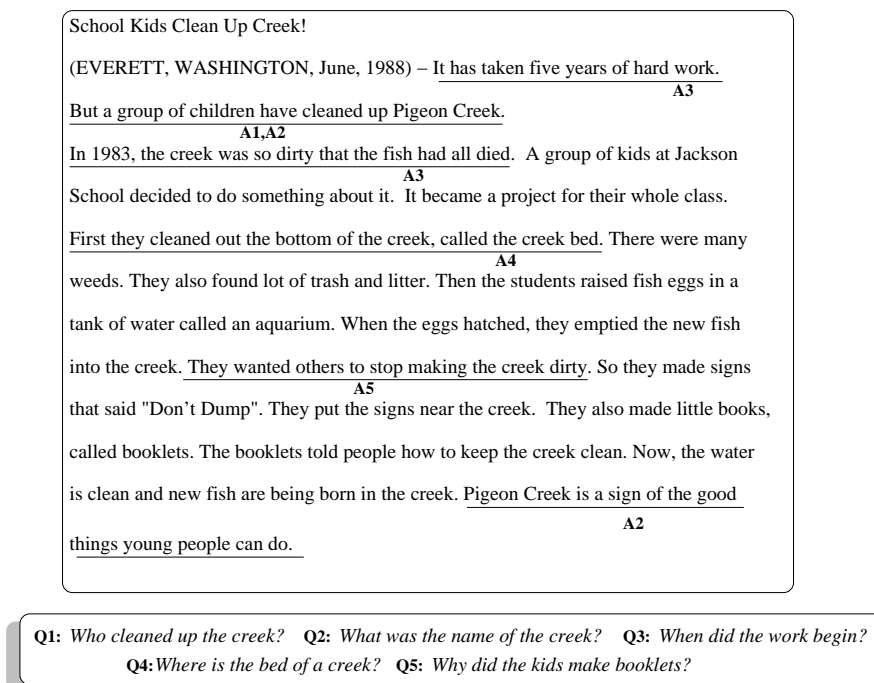 School Kids Clean Up Creek!
(EVERETT, WASHINGTON, June, 1988) – It has taken five years of hard work.
A3
But a group of children have cleaned up Pigeon Creek.
A1,A2
In 1983, the creek was so dirty that the fish had all died. A group of kids at Jackson
A3
School decided to do something about it. It became a project for their whole class.
First they cleaned out the bottom of the creek, called the creek bed. There were many
A4
weeds. They also found lot of trash and litter. Then the students raised fish eggs in a
tank of water called an aquarium. When the eggs hatched, they emptied the new fish
into the creek. They wanted others to stop making the creek dirty. So they made signs
A5
that said "Don't Dump". They put the signs near the creek. They also made little books,
called booklets. The booklets told people how to keep the creek clean. Now, the water
is clean and new fish are being born in the creek. Pigeon Creek is a sign of the good
A2
things young people can do.
Q1: Who cleaned up the creek? Q2: What was the name of the creek? Q3: When did the work begin?
Q4:Where is the bed of a creek? Q5: Why did the kids make booklets?